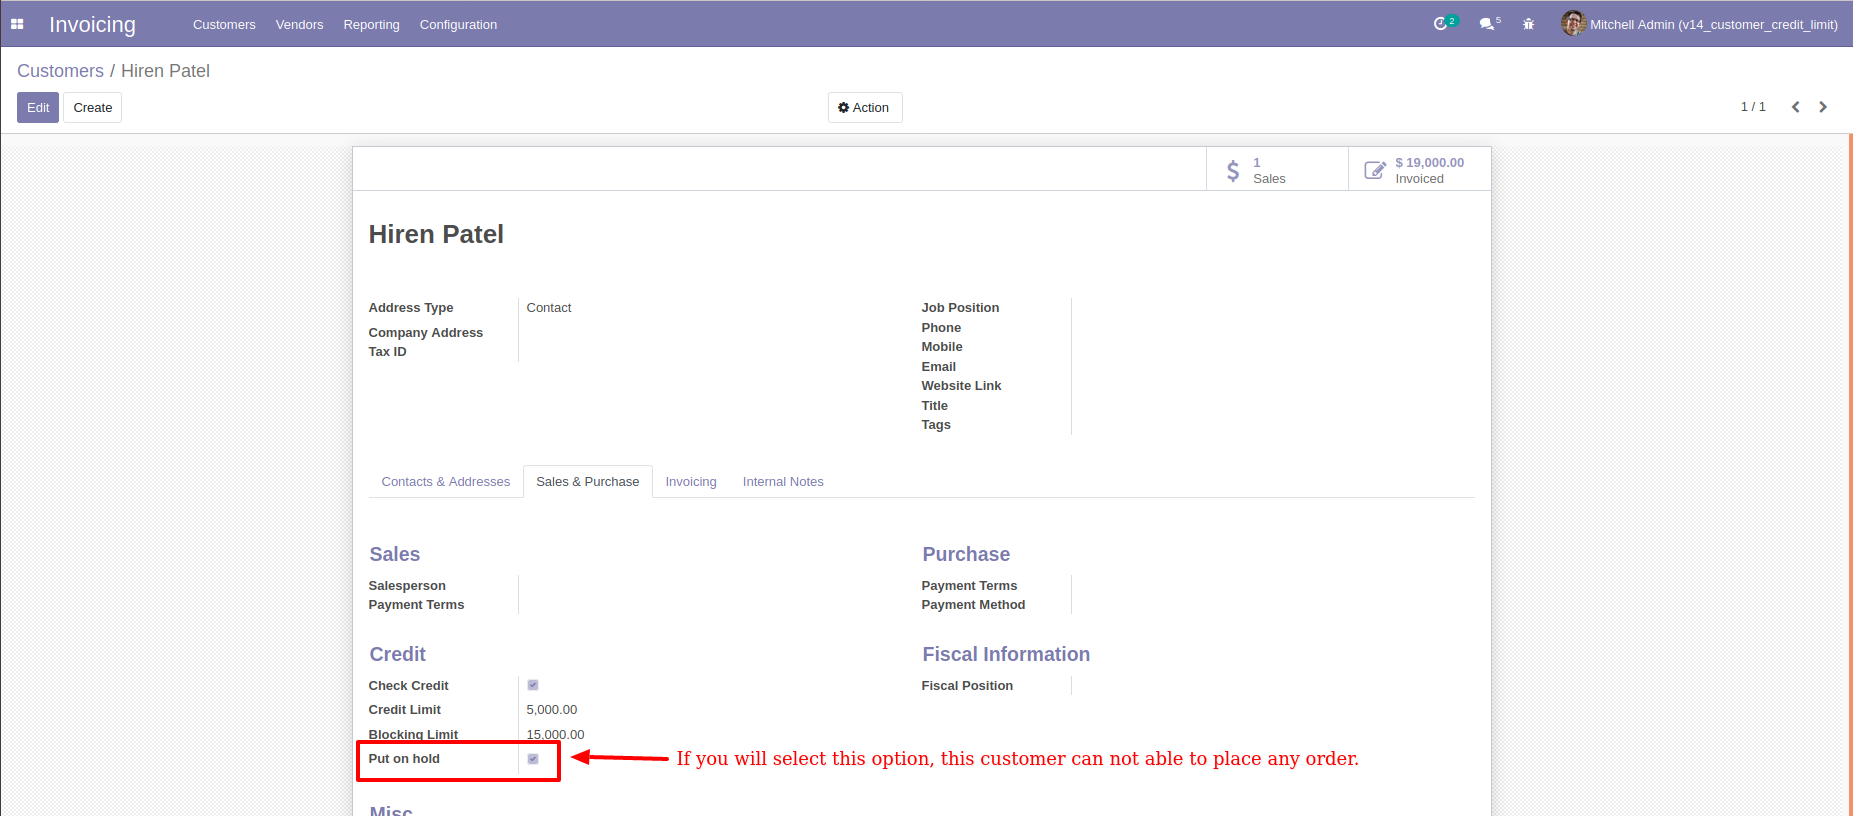 Invoicing Customers Vendors Reporting Configuration 2 5 Mitchell Admin (v14_customer_credit_limit)
Customers / Hiren Patel
Edit Create Action 1 / 1
1 $ 19,000.00
Sales Invoiced
Hiren Patel
Address Type Contact Job Position
Phone
Company Address
Mobile
Tax ID
Email
Website Link
Title
Tags
Contacts & Addresses Sales & Purchase Invoicing Internal Notes
Sales Purchase
Salesperson Payment Terms
Payment Terms Payment Method
Credit Fiscal Information
Check Credit Fiscal Position
Credit Limit 5,000.00
Blocking Limit 15,000.00
Put on hold If you will select this option, this customer can not able to place any order.
Misc